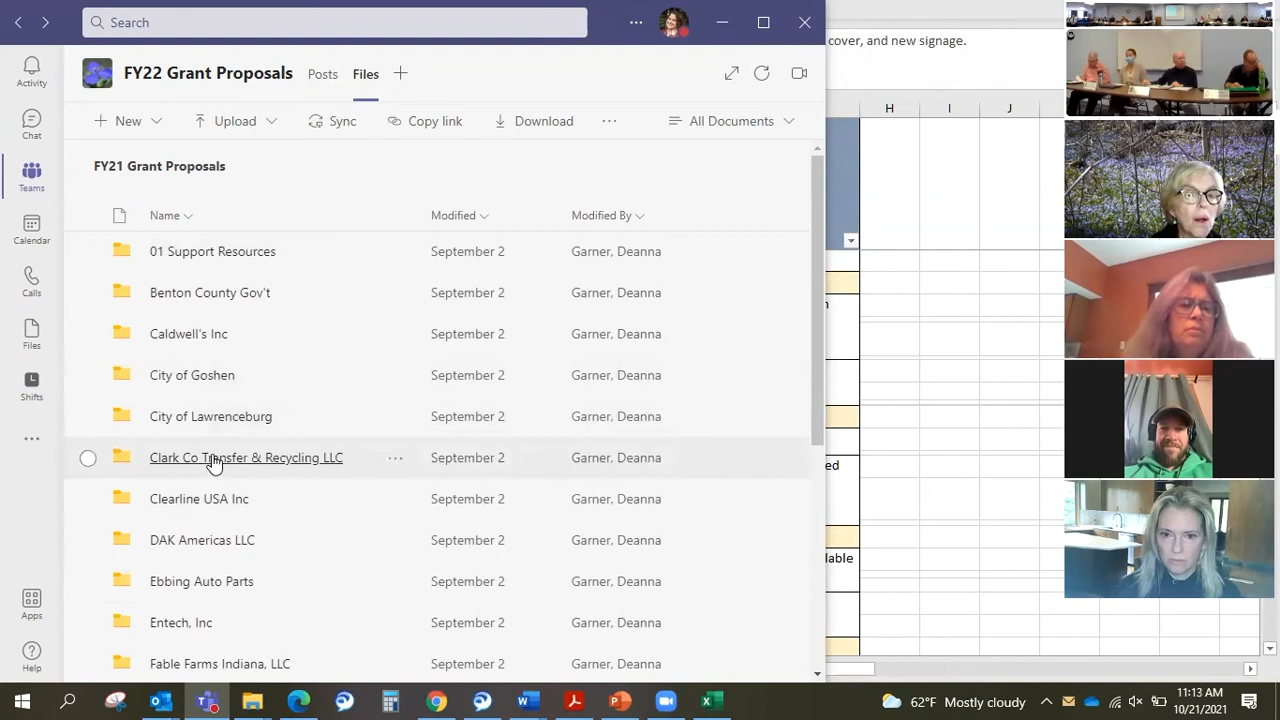 Search
cover, and new signage.
FY22 Grant Proposals
Posts
Files
Activity
Chat
Teams
Calendar
Calls
Files
Shifts
Apps
Help
New
Upload
Sync
Copy link
Download
All Documents
FY21 Grant Proposals
Name
Modified
Modified By
01 Support Resources September 2 Garner, Deanna
Benton County Gov't September 2 Garner, Deanna
Caldwell's Inc September 2 Garner, Deanna
City of Goshen September 2 Garner, Deanna
City of Lawrenceburg September 2 Garner, Deanna
Clark Co Transfer & Recycling LLC September 2 Garner, Deanna
Clearline USA Inc September 2 Garner, Deanna
DAK Americas LLC September 2 Garner, Deanna
Ebbing Auto Parts September 2 Garner, Deanna
Entech, Inc September 2 Garner, Deanna
Fable Farms Indiana, LLC September 2 Garner, Deanna
H I J
n
ed
lable
62°F Mostly cloudy
11:13 AM
10/21/2021